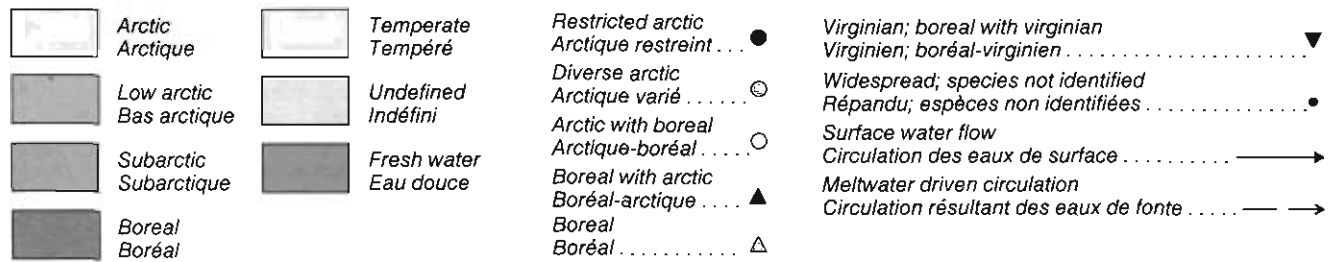 Arctic
Arctique
Low arctic
Bas arctique
Subarctic
Subarctique
Boreal
Boréal
Temperate
Tempéré
Undefined
Indéfini
Fresh water
Eau douce
Restricted arctic
Arctique restreint . . .
Diverse arctic
Arctique varié . . . . . .
Arctic with boreal
Arctique-boréal . . . .
Boreal with arctic
Boréal-arctique . . . .
Boreal
Boréal . . . . . . . . . . . .
Virginian; boreal with virginian
Virginien; boréal-virginien . . . . . . . . . . . . . . . . . . . . . .
Widespread; species not identified
Répandu; espèces non identifiées . . . . . . . . . . . . . . .
Surface water flow
Circulation des eaux de surface . . . . . . . . . .
Meltwater driven circulation
Circulation résultant des eaux de fonte . . . . .